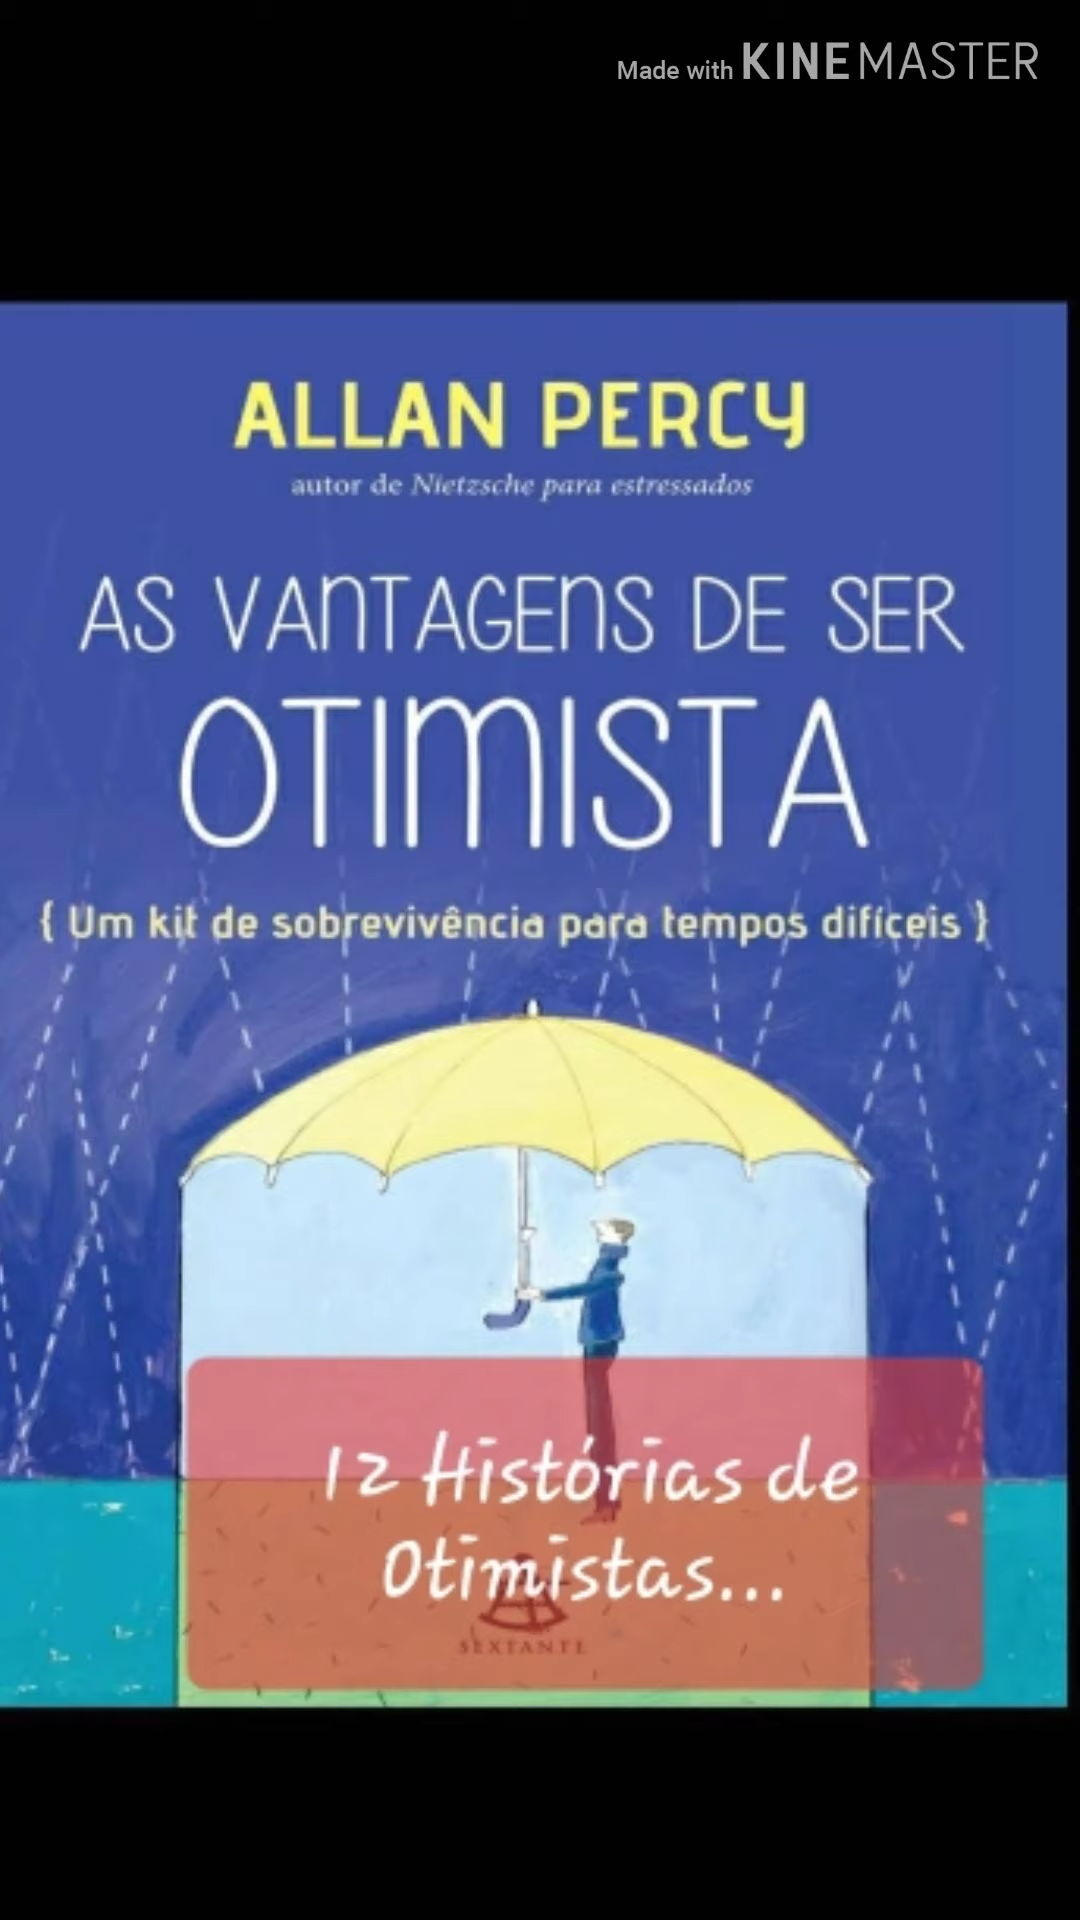 Made with KINEMASTER
ALLAN PERCY
autor de Nietzsche para estressados
AS VANTAGENS DE SER
OTIMISTA
{ Um kit de sobrevivência para tempos difíceis }
12 Histórias de
Otimistas...
SEXTANTE